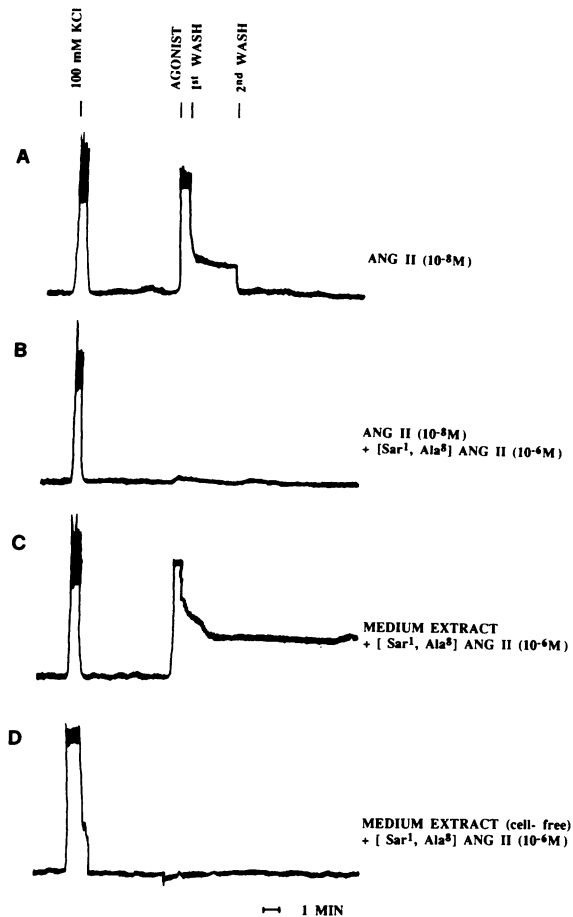 100 mM KCl
AGONIST
1st WASH
2nd WASH
A
ANG II (10-8M)
B
ANG II (10-8M)
+ [Sar1, Ala8] ANG II (10-6M)
C
MEDIUM EXTRACT
+ [ Sar1, Ala8] ANG II (10-6M)
D
MEDIUM EXTRACT (cell- free)
+ [ Sar1, Ala8] ANG II (10-6M)
1 MIN